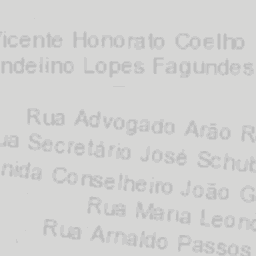 Vicente Honorato Coelho
ndelino Lopes Fagundes
Rua Advogado Arão R
ua Secretário José Schub
nida Conselheiro João G
Rua Maria Leono
Rua Arnaldo Passos